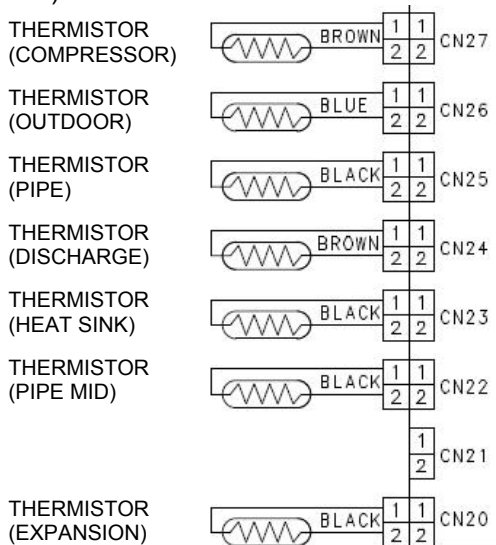 THERMISTOR
(COMPRESSOR)
BROWN 1 1 CN27
2 2
THERMISTOR
(OUTDOOR)
BLUE 1 1 CN26
2 2
THERMISTOR
(PIPE)
BLACK 1 1 CN25
2 2
THERMISTOR
(DISCHARGE)
BROWN 1 1 CN24
2 2
THERMISTOR
(HEAT SINK)
BLACK 1 1 CN23
2 2
THERMISTOR
(PIPE MID)
BLACK 1 1 CN22
2 2
1 CN21
2
THERMISTOR
(EXPANSION)
BLACK 1 1 CN20
2 2